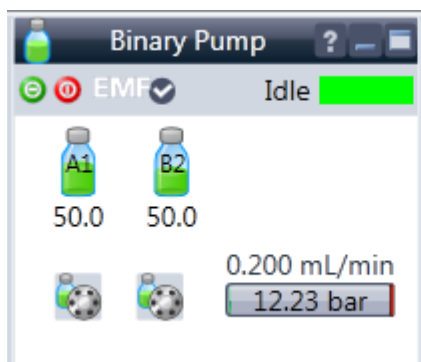 Binary Pump ?
EMF Idle
A1 B2
50.0 50.0
0.200 mL/min
12.23 bar